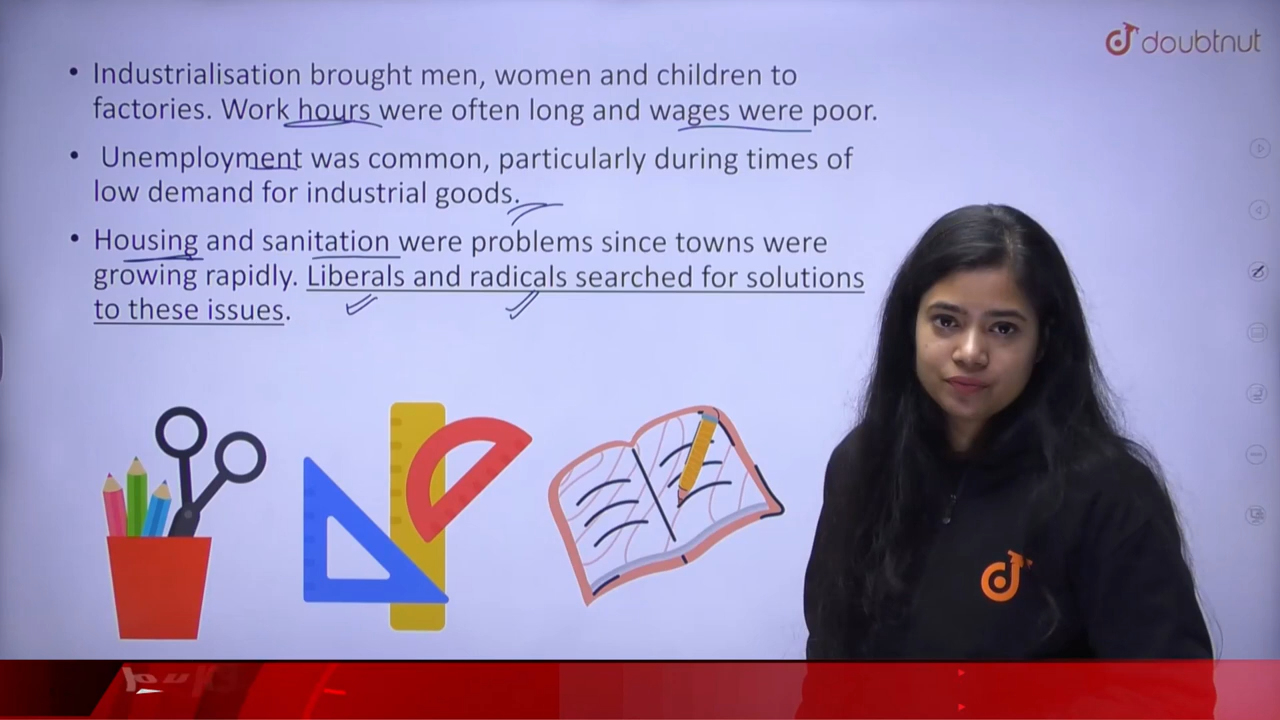 doubtnut
• Industrialisation brought men, women and children to
factories. Work hours were often long and wages were poor.
• Unemployment was common, particularly during times of
low demand for industrial goods.
• Housing and sanitation were problems since towns were
growing rapidly. Liberals and radicals searched for solutions
to these issues.